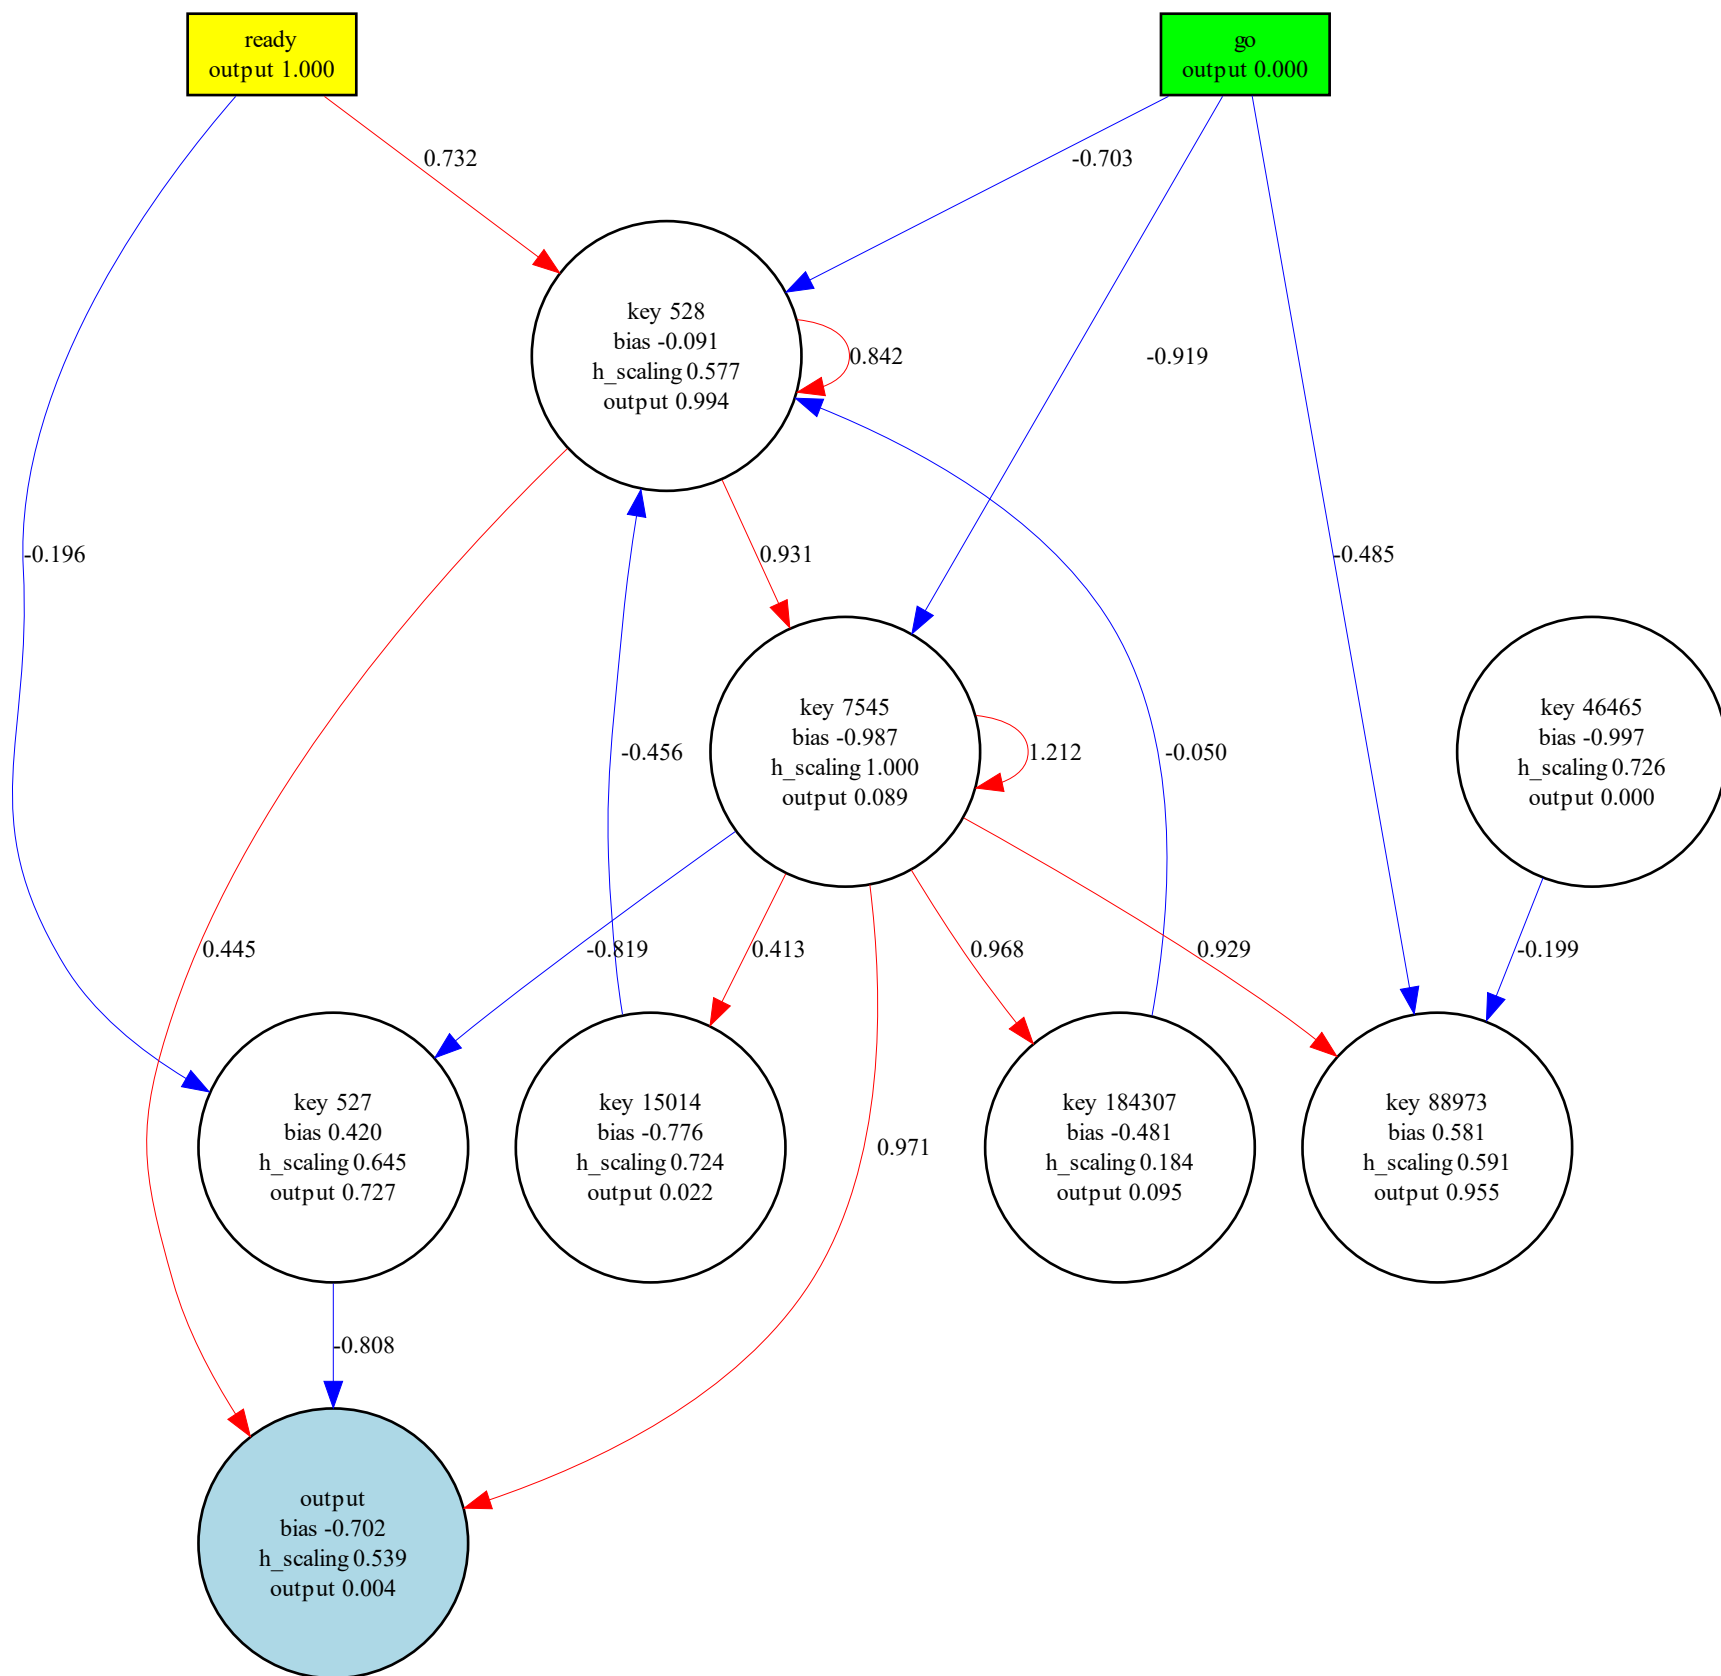 ready
output 1.000
go
output 0.000
0.732
-0.703
key 528
bias -0.091
h_scaling 0.577
output 0.994
0.842
-0.919
-0.196
0.931
-0.485
key 7545
bias -0.987
h_scaling 1.000
output 0.089
1.212
-0.456
-0.050
key 46465
bias -0.997
h_scaling 0.726
output 0.000
0.445
-0.819
0.413
0.968
0.929
-0.199
key 527
bias 0.420
h_scaling 0.645
output 0.727
key 15014
bias -0.776
h_scaling 0.724
output 0.022
0.971
key 184307
bias -0.481
h_scaling 0.184
output 0.095
key 88973
bias 0.581
h_scaling 0.591
output 0.955
-0.808
output
bias -0.702
h_scaling 0.539
output 0.004